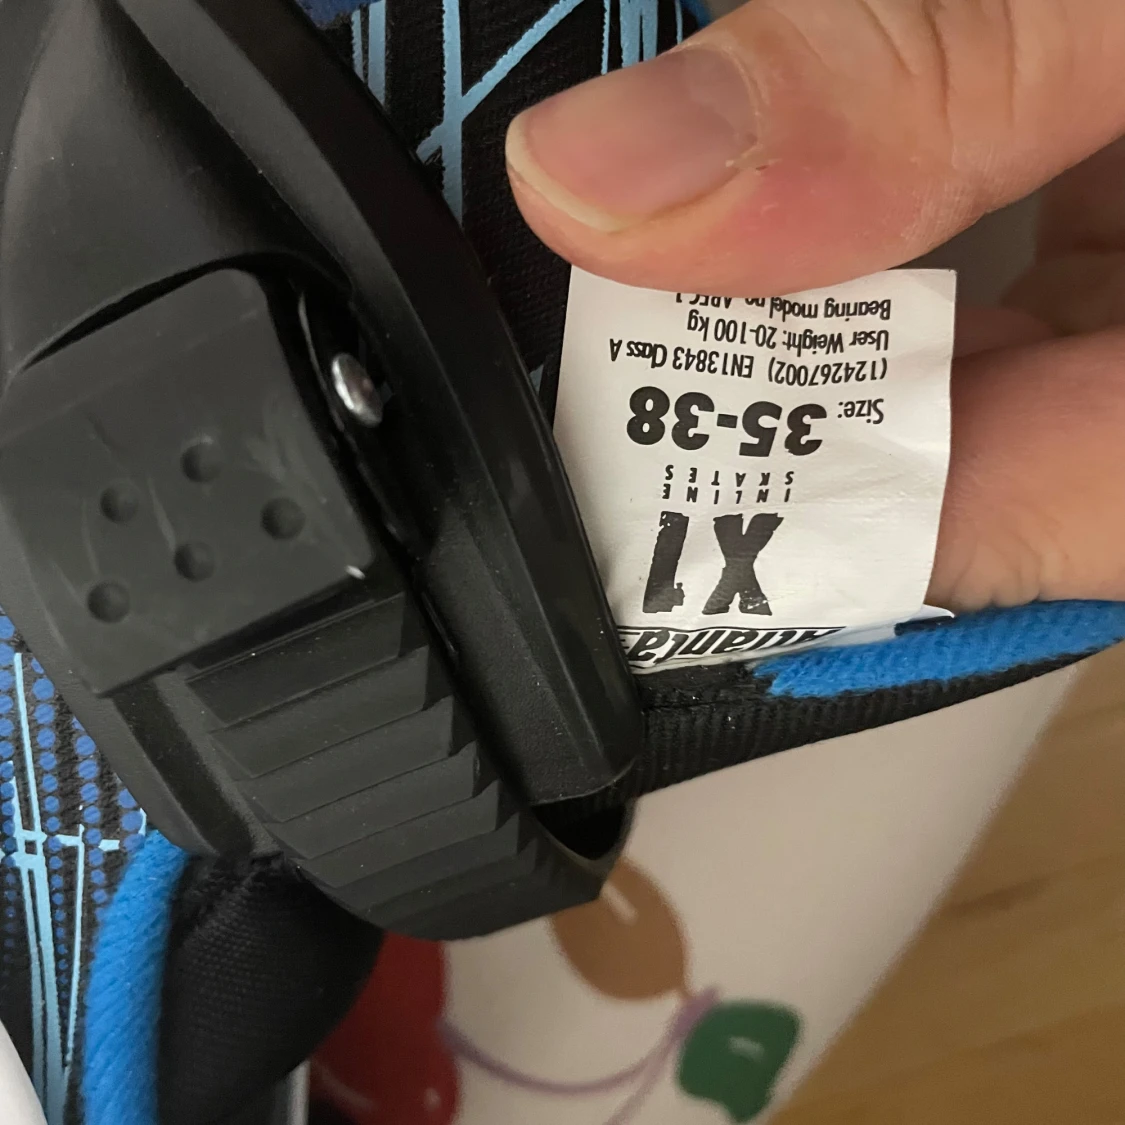 Atlanta
X1
INLINE
SKATES
Size: 35-38
(124267002) EN13843 Class A
User Weight: 20-100 kg
Bearing model no. ABEC 1